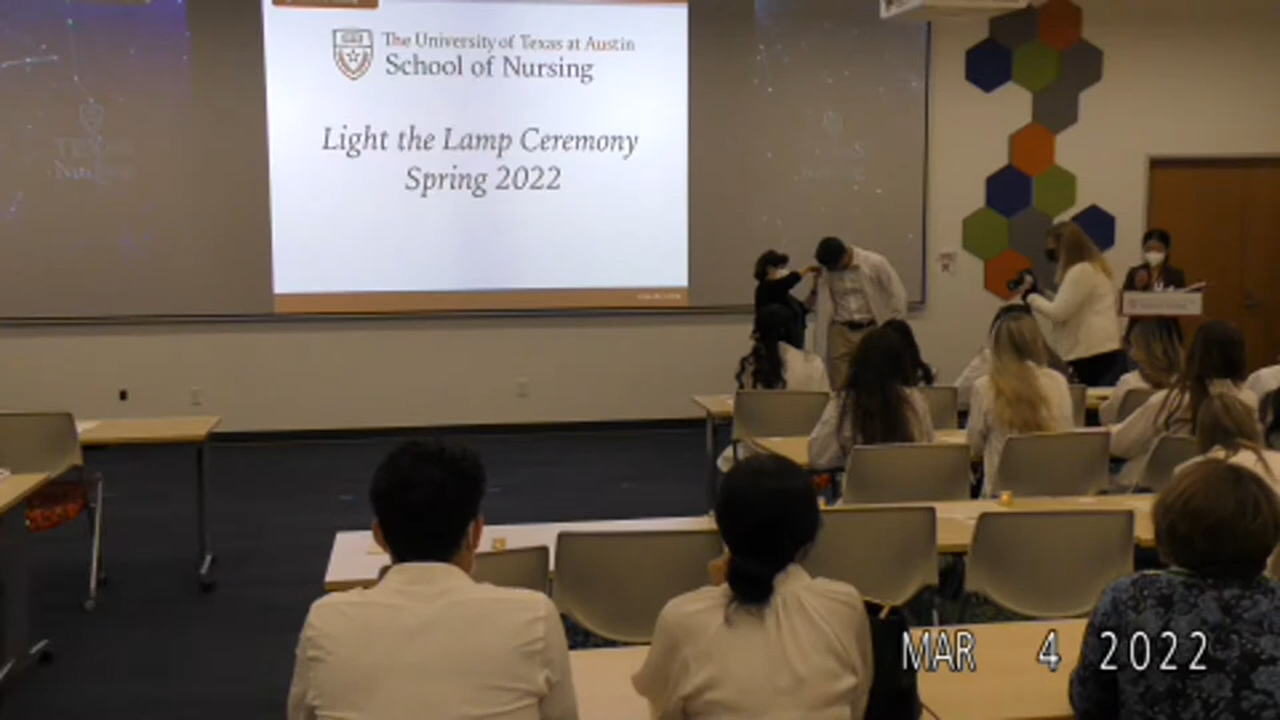 The University of Texas at Austin
School of Nursing
Light the Lamp Ceremony
Spring 2022
MAR 4 2022